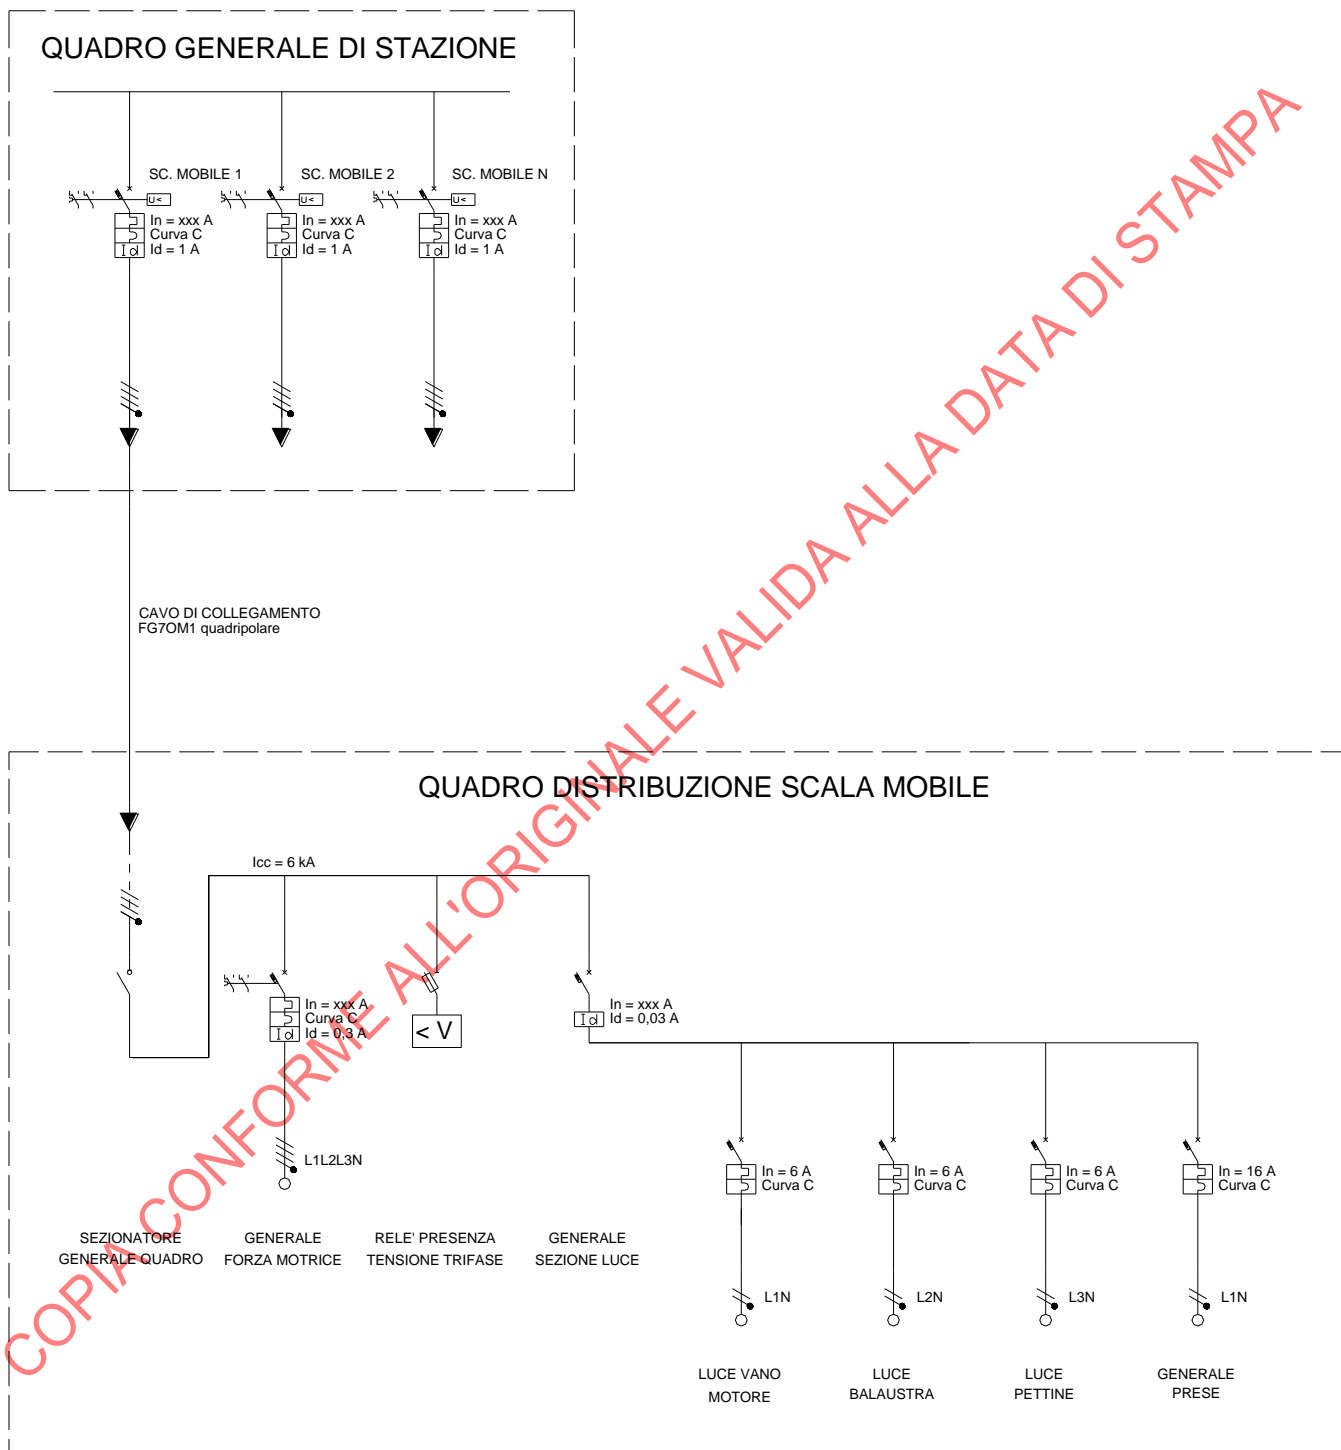 QUADRO GENERALE DI STAZIONE
SC. MOBILE 1
SC. MOBILE 2
SC. MOBILE N
U<
U<
U<
In = xxx A
Curva C
Id = 1 A
In = xxx A
Curva C
Id = 1 A
In = xxx A
Curva C
Id = 1 A
Id
Id
Id
CAVO DI COLLEGAMENTO
FG7OM1 quadripolare
QUADRO DISTRIBUZIONE SCALA MOBILE
Icc = 6 kA
In = xxx A
Curva C
Id = 0,3 A
Id
< V
In = xxx A
Id = 0,03 A
Id
L1L2L3N
In = 6 A
Curva C
In = 6 A
Curva C
In = 6 A
Curva C
In = 16 A
Curva C
SEZIONATORE
GENERALE QUADRO
GENERALE
FORZA MOTRICE
RELE' PRESENZA
TENSIONE TRIFASE
GENERALE
SEZIONE LUCE
L1N
L2N
L3N
L1N
LUCE VANO
MOTORE
LUCE
BALAUSTRA
LUCE
PETTINE
GENERALE
PRESE
COPIA CONFORME ALL'ORIGINALE VALIDA ALLA DATA DI STAMPA